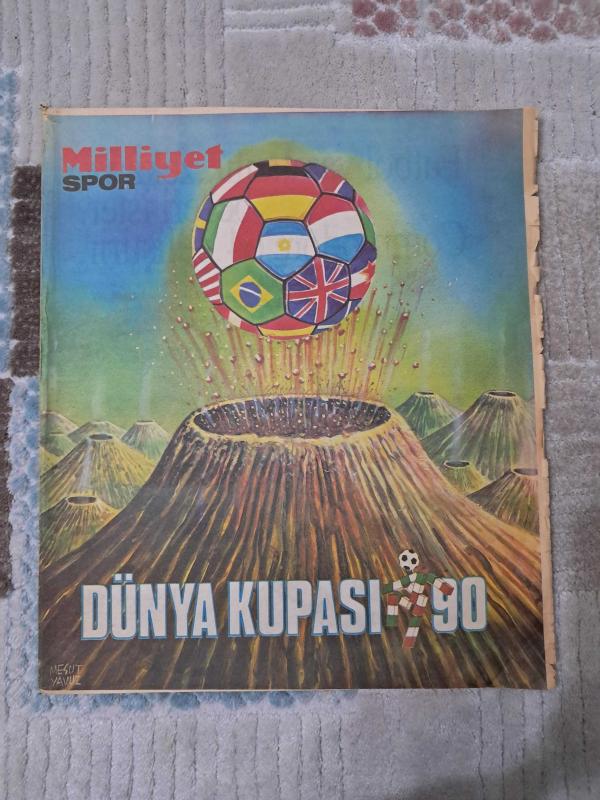 Milliyet
SPOR
DÜNYA KUPASI 90
MESUT
YAVUZ